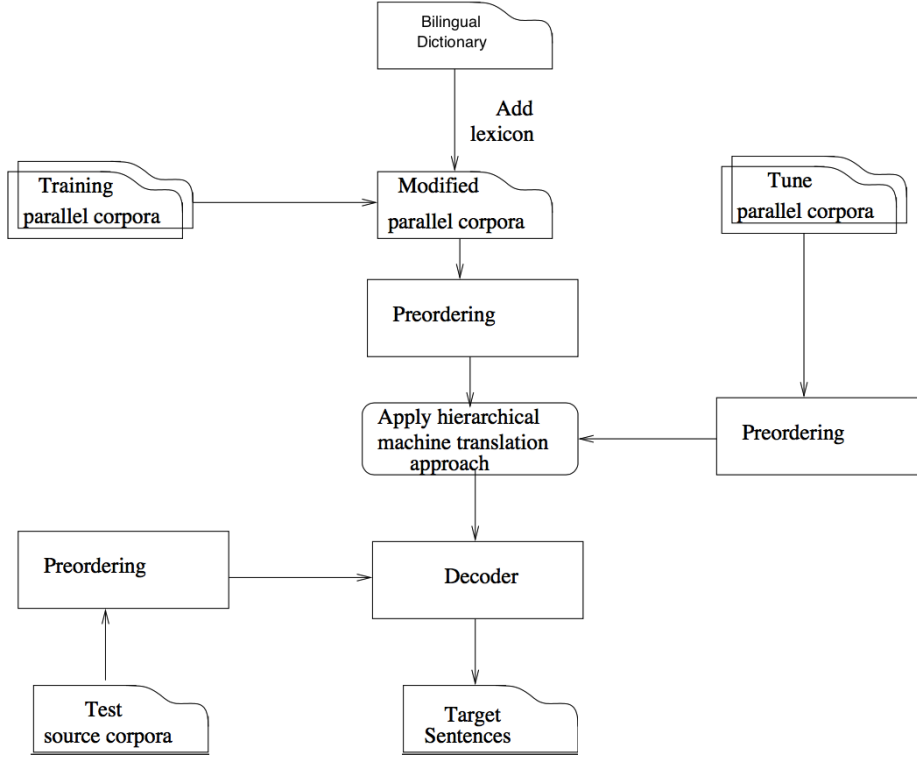 Bilingual
Dictionary
Add
lexicon
Training
parallel corpora
Modified
parallel corpora
Tune
parallel corpora
Preordering
Apply hierarchical
machine translation
approach
Preordering
Preordering
Decoder
Test
source corpora
Target
Sentences